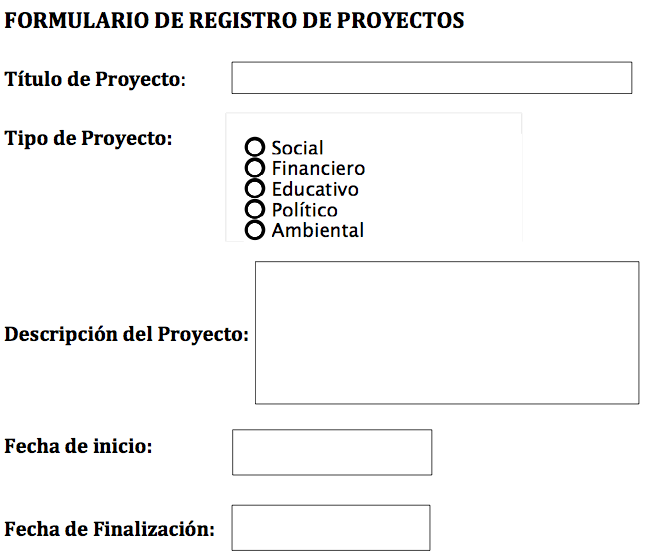 FORMULARIO DE REGISTRO DE PROYECTOS
Título de Proyecto:
Tipo de Proyecto:
Social
Financiero
Educativo
Político
Ambiental
Descripción del Proyecto:
Fecha de inicio:
Fecha de Finalización: